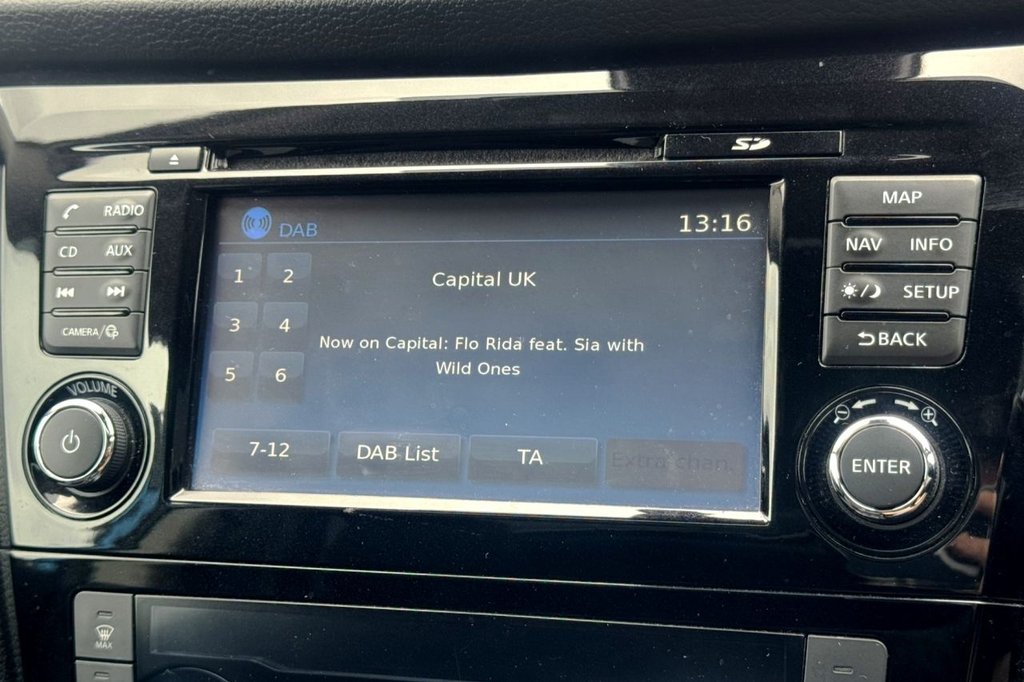 SD
RADIO
CD AUX
CAMERA/
VOLUME
DAB
13:16
1 2
3 4
5 6
Capital UK
Now on Capital: Flo Rida feat. Sia with
Wild Ones
7-12
DAB List
TA
Extra chan.
MAP
NAV INFO
SETUP
BACK
ENTER
MAX